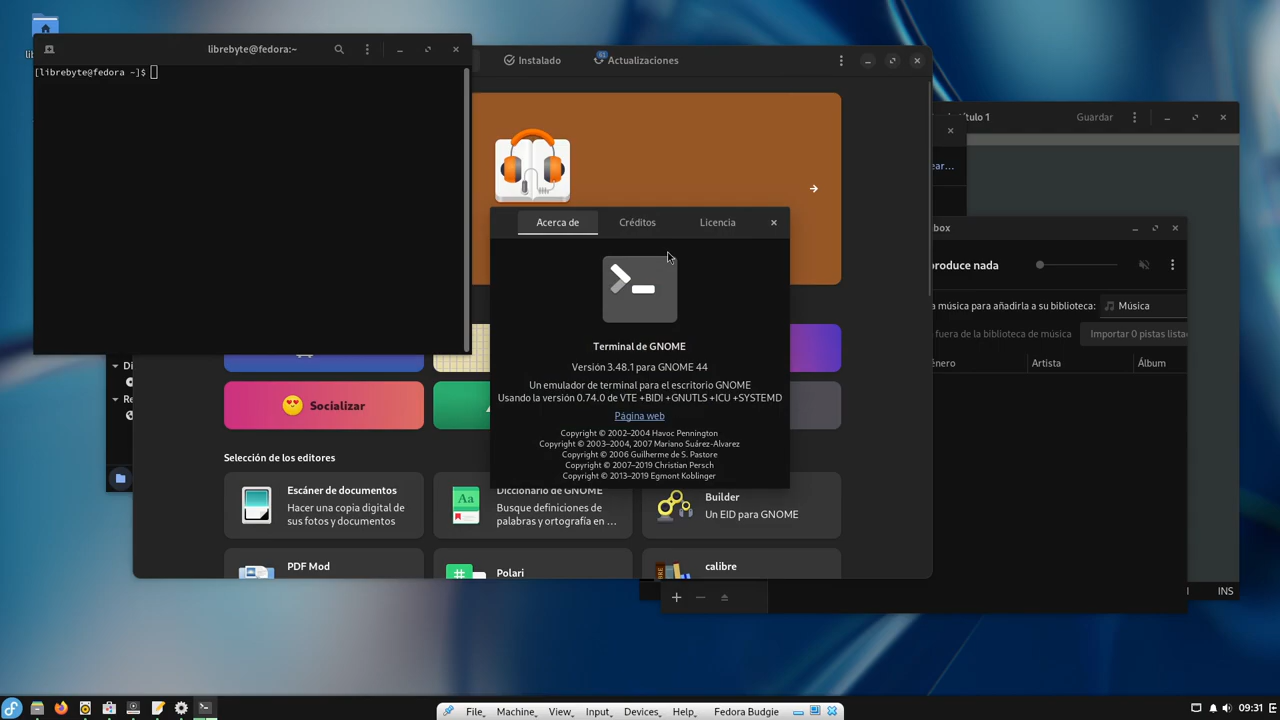 lib
librebyte@fedora:~
[librebyte@fedora ~]$
Instalado
61
Actualizaciones
Título 1
Guardar
ear...
Acerca de
Créditos
Licencia
Terminal de GNOME
Versión 3.48.1 para GNOME 44
Un emulador de terminal para el escritorio GNOME
Usando la versión 0.74.0 de VTE +BIDI +GNUTLS +ICU +SYSTEMD
Página web
Copyright © 2002–2004 Havoc Pennington
Copyright © 2003–2004, 2007 Mariano Suárez-Alvarez
Copyright © 2006 Guilherme de S. Pastore
Copyright © 2007–2019 Christian Persch
Copyright © 2013–2019 Egmont Koblinger
box
produce nada
música para añadirla a su biblioteca:
Música
fuera de la biblioteca de música
Importar 0 pistas lista
énero
Artista
Álbum
Di
Re
Socializar
Selección de los editores
Escáner de documentos
Hacer una copia digital de
sus fotos y documentos
Aa
Diccionario de GNOME
Busque definiciones de
palabras y ortografía en ...
Builder
Un EID para GNOME
PDF Mod
Polari
calibre
INS
File
Machine
View
Input
Devices
Help
Fedora Budgie
09:31